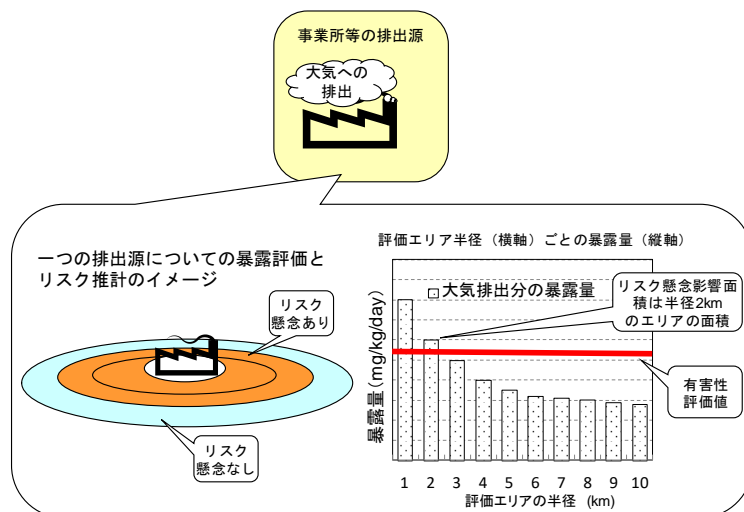 事業所等の排出源
大気への
排出
一つの排出源についての暴露評価と
リスク推計のイメージ
リスク
懸念あり
リスク
懸念なし
評価エリア半径（横軸）ごとの暴露量（縦軸）
大気排出分の暴露量
リスク懸念影響面
積は半径2km
のエリアの面積
有害性
評価値
暴露量(mg/kg/day)
1 2 3 4 5 6 7 8 9 10
評価エリアの半径 (km)